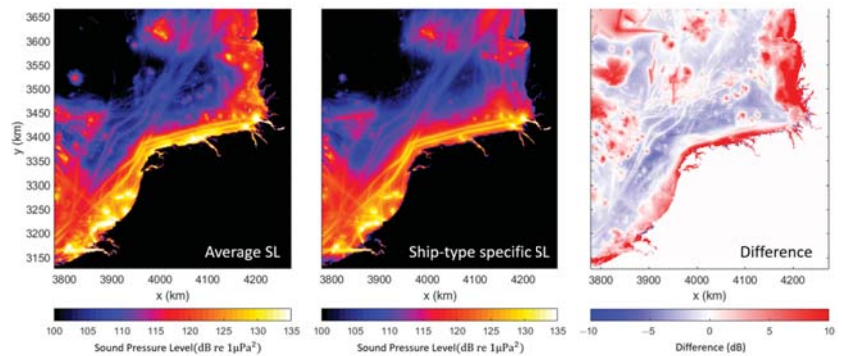 3650
3600
3550
3500
3450
3400
3350
3300
3250
3200
3150
y (km)
Average SL
Ship-type specific SL
Difference
3800 3900 4000 4100 4200
3800 3900 4000 4100 4200
3800 3900 4000 4100 4200
x (km)
x (km)
x (km)
100 105 110 115 120 125 130 135
100 105 110 115 120 125 130 135
−10 −5 0 5 10
Sound Pressure Level(dB re 1μPa²)
Sound Pressure Level(dB re 1μPa²)
Difference (dB)